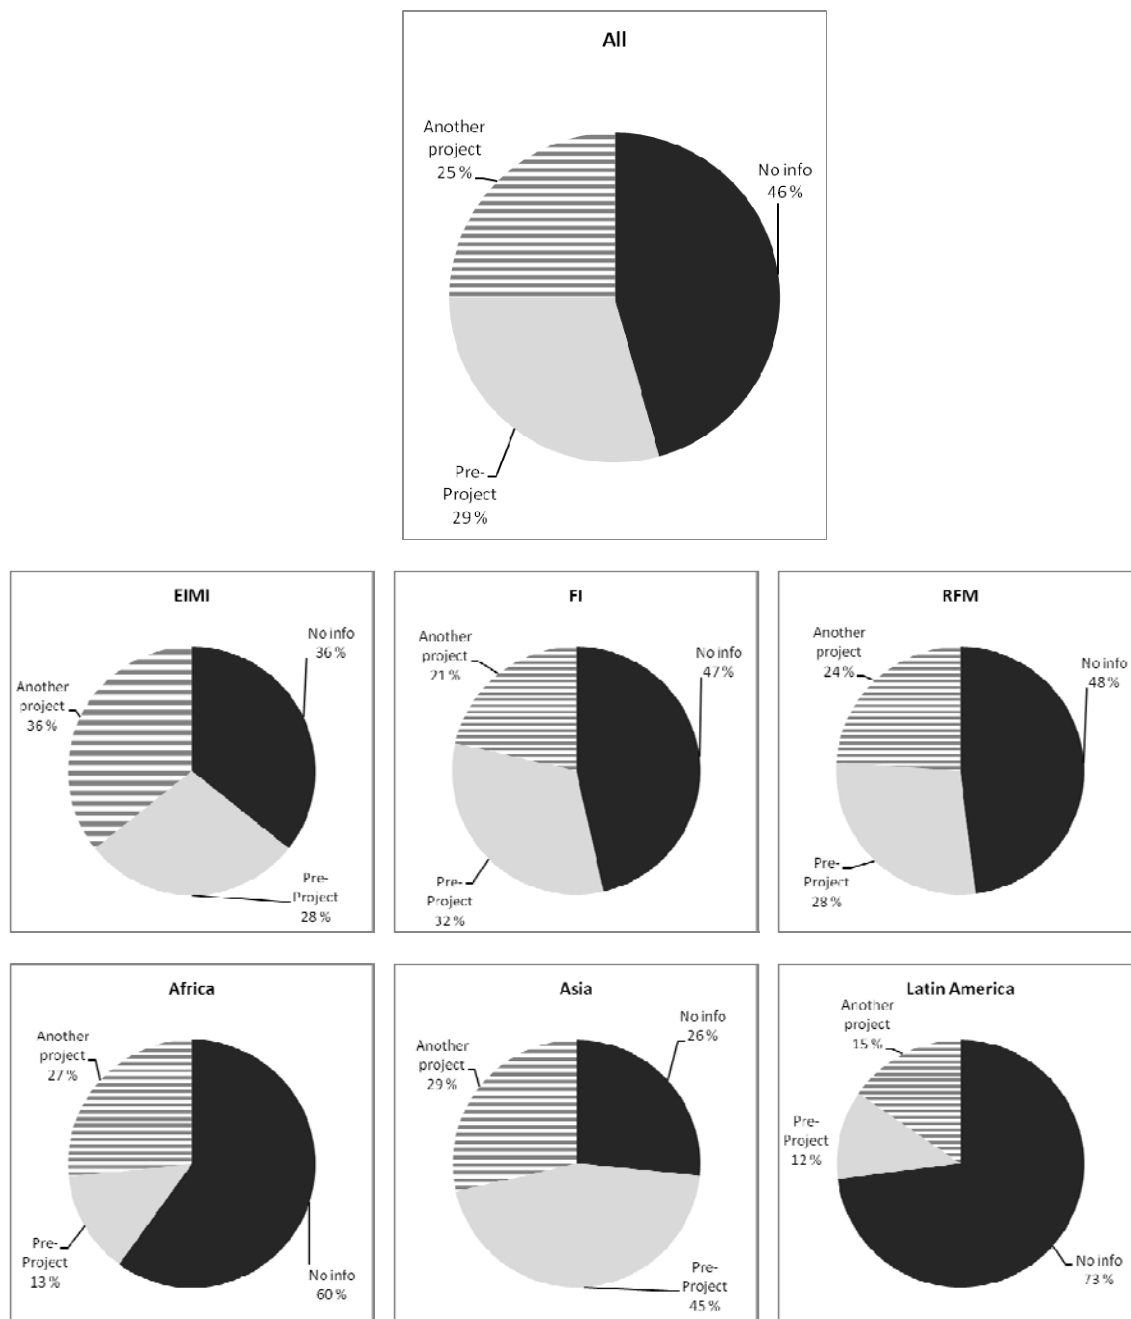 All
Another
project
25 %
No info
46 %
Pre-
Project
29 %
EIMI
No info
36 %
Another
project
36 %
Pre-
Project
28 %
FI
Another
project
21 %
No info
47 %
Pre-
Project
32 %
RFM
Another
project
24 %
No info
48 %
Pre-
Project
28 %
Africa
Another
project
27 %
Pre-
Project
13 %
No info
60 %
Asia
No info
26 %
Another
project
29 %
Pre-
Project
45 %
Latin America
Another
project
15 %
Pre-
Project
12 %
No info
73 %